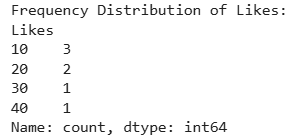 Frequency Distribution of Likes:
Likes
10    3
20    2
30    1
40    1
Name: count, dtype: int64